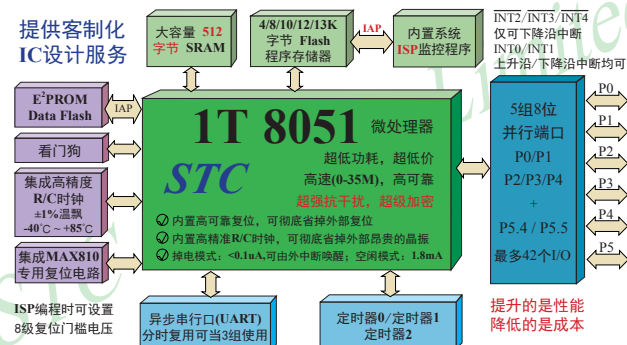 提供客制化
IC设计服务
大容量 512
字节 SRAM
4/8/10/12/13K
字节 Flash
程序存储器
IAP
内置系统
ISP监控程序
INT2/INT3/INT4
仅可下降沿中断
INT0/INT1
上升沿/下降沿中断均可
E²PROM
Data Flash
IAP
看门狗
集成高精度
R/C时钟
±1%温飘
-40℃~+85℃
集成MAX810
专用复位电路
ISP编程时可设置
8级复位门槛电压
1T 8051 微处理器
STC
超低功耗，超低价
高速(0-35M)，高可靠
超强抗干扰，超级加密
内置高可靠复位，可彻底省掉外部复位
内置高精准R/C时钟，可彻底省掉外部昂贵的晶振
掉电模式：<0.1uA,可由外中断唤醒；空闲模式：1.8mA
异步串行口(UART)
分时复用可当3组使用
定时器0/定时器1
定时器2
5组8位
并行端口
P0/P1
P2/P3/P4
+
P5.4 / P5.5
最多42个I/O
P0
P1
P2
P3
P4
P5
提升的是性能
降低的是成本
STC
Limited